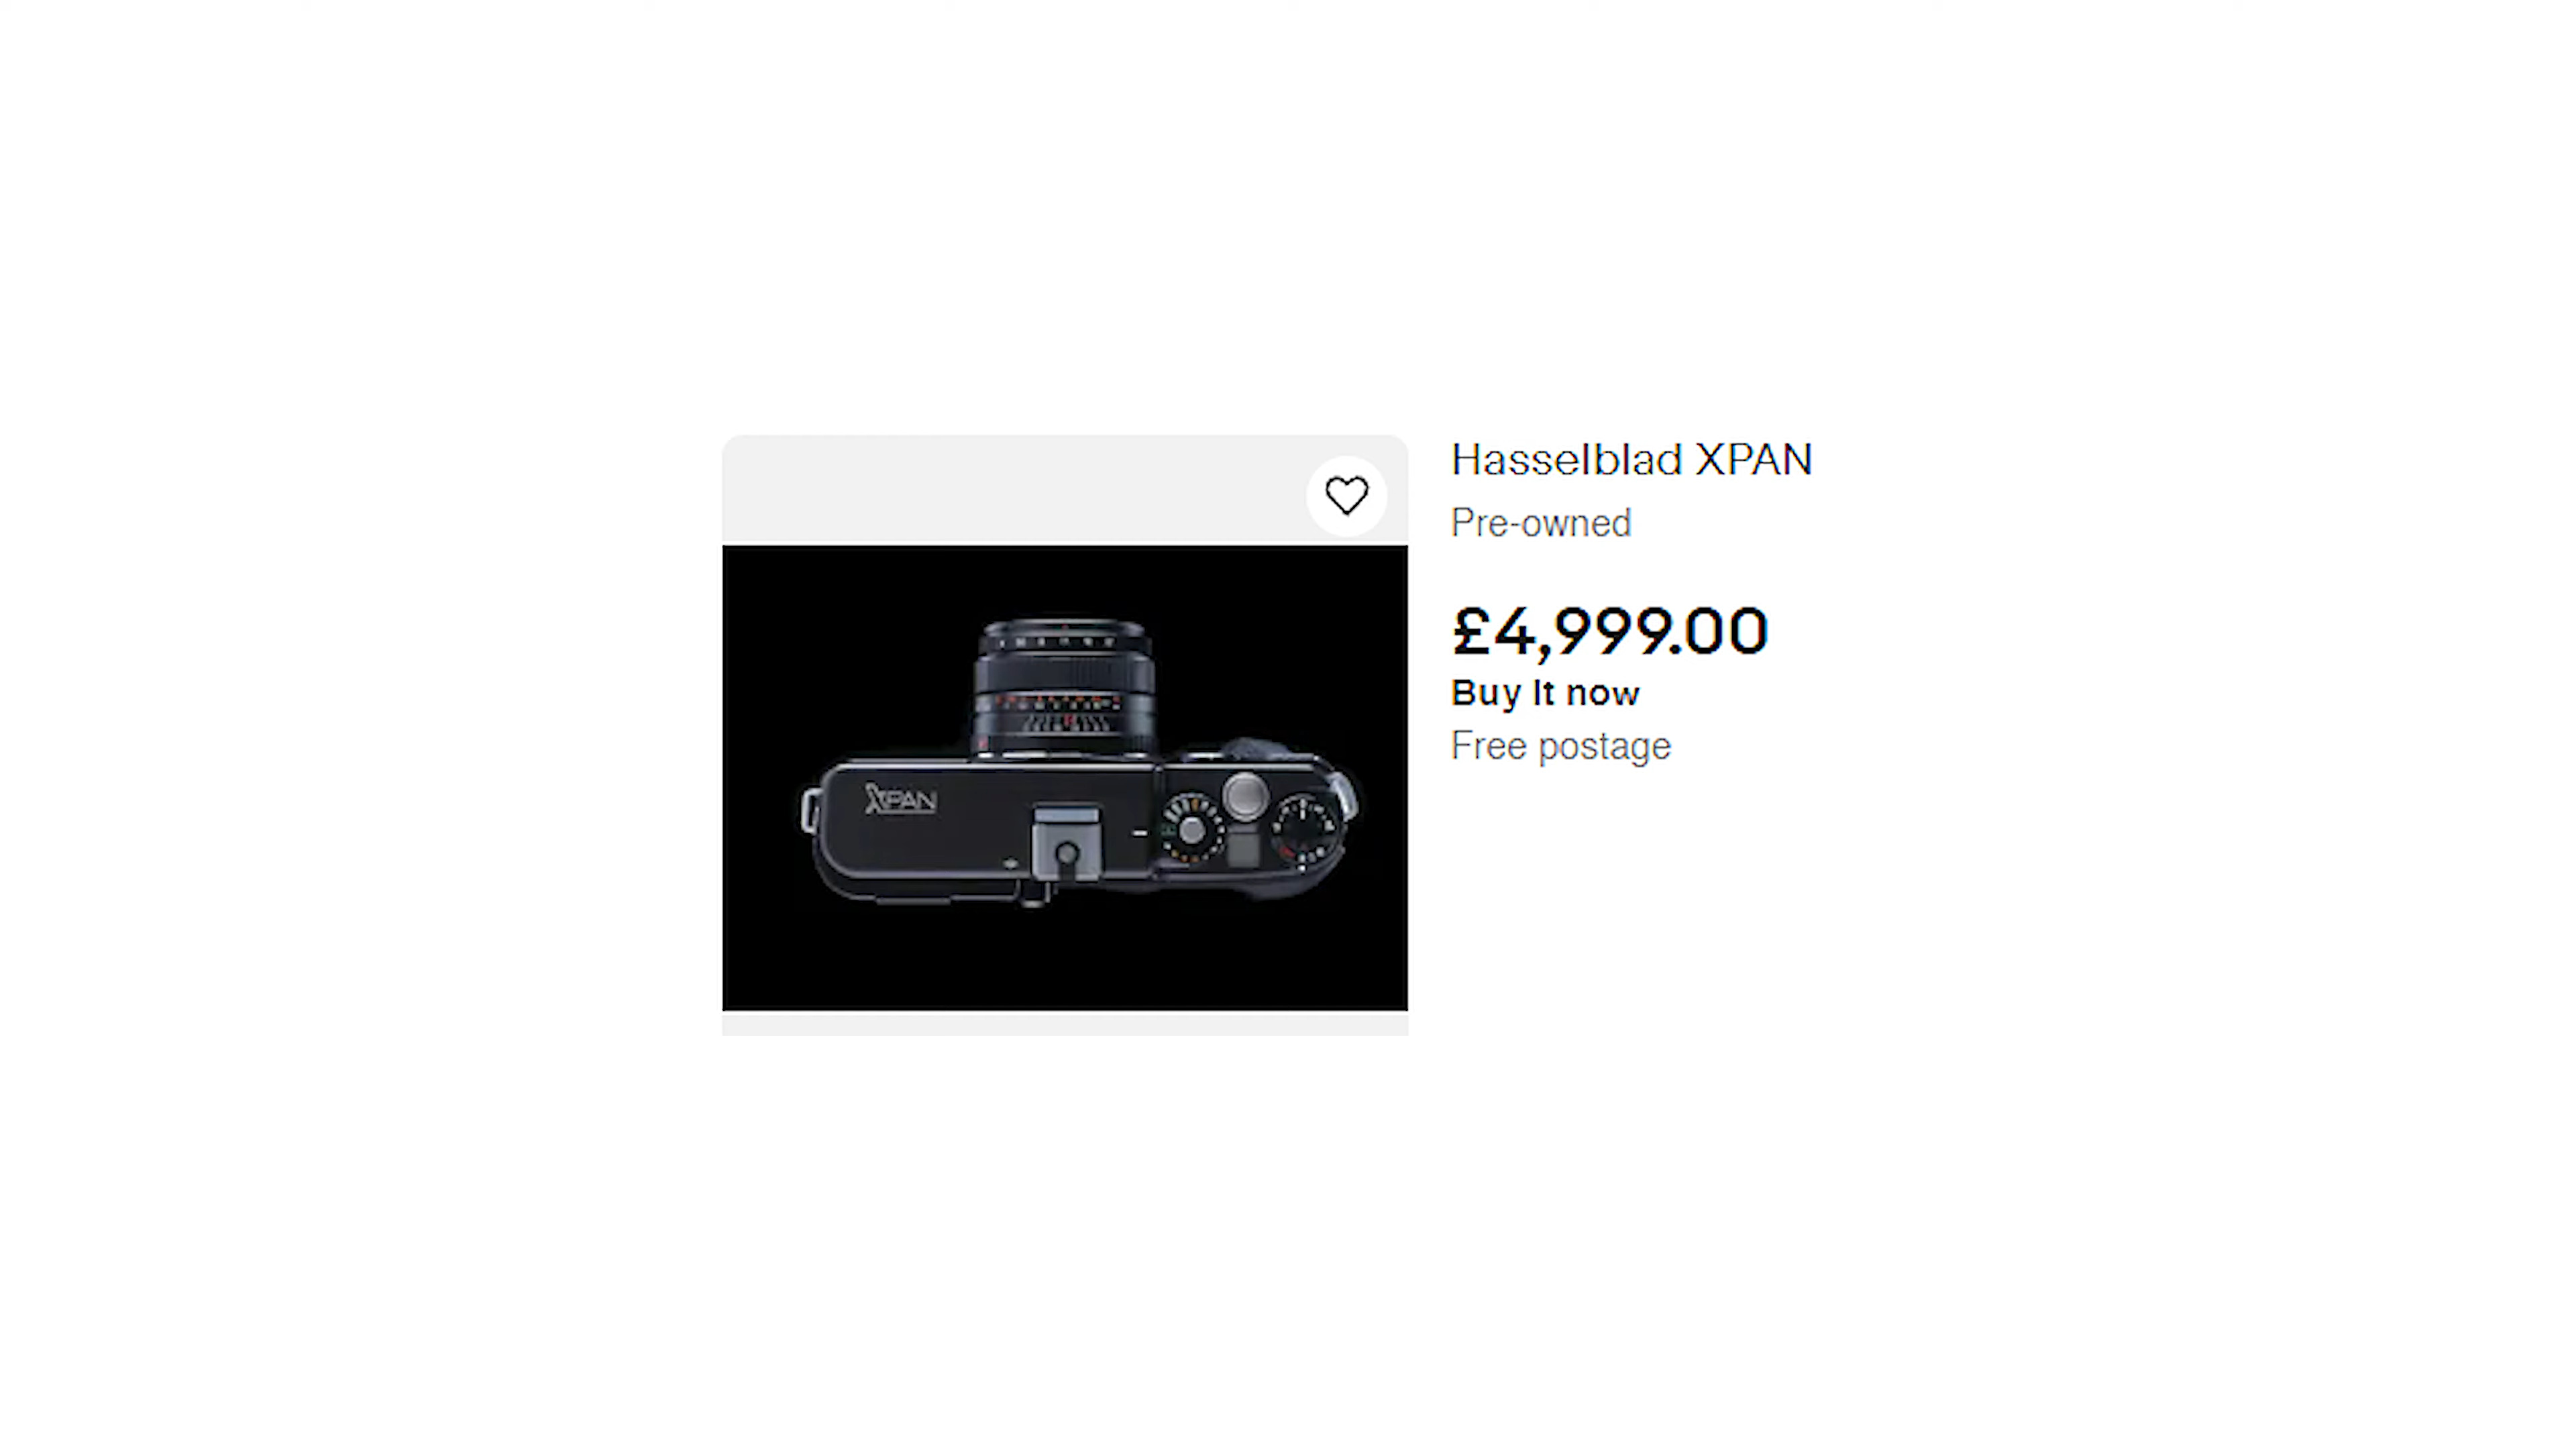 Hasselblad XPAN
Pre-owned
£4,999.00
Buy It now
Free postage
XPAN